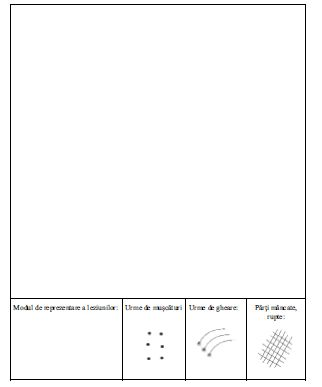 Modul de reprezentare a leziunilor:
Urme de mușcături
Urme de gheare:
Părți mâncate,
rupte: